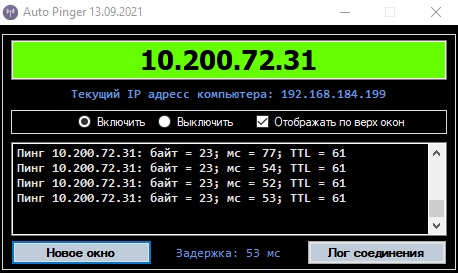 Auto Pinger 13.09.2021
10.200.72.31
Текущий IP адресс компьютера: 192.168.184.199
Включить Выключить Отображать по верх окон
Пинг 10.200.72.31: байт = 23; мс = 77; TTL = 61
Пинг 10.200.72.31: байт = 23; мс = 54; TTL = 61
Пинг 10.200.72.31: байт = 23; мс = 52; TTL = 61
Пинг 10.200.72.31: байт = 23; мс = 53; TTL = 61
Новое окно Задержка: 53 мс Лог соединения